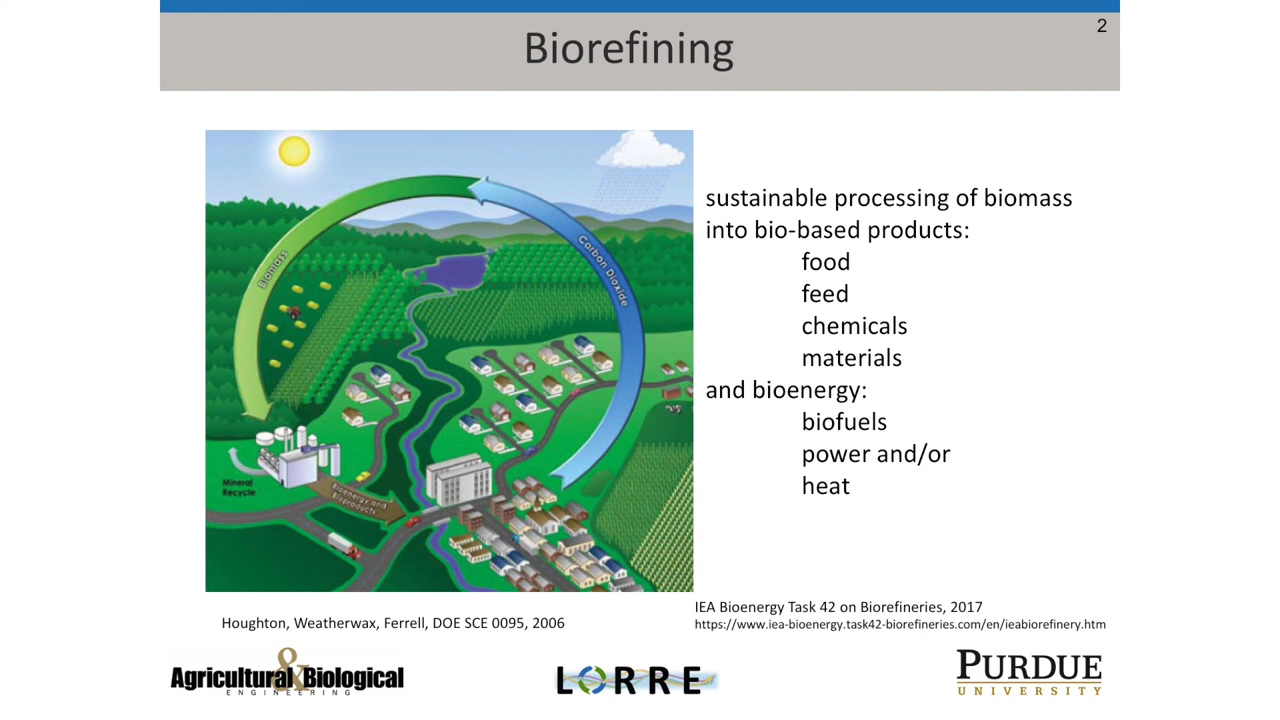 2
Biorefining
Biomass
Carbon Dioxide
Mineral
Recycle
Bioenergy and
Bioproducts
sustainable processing of biomass
into bio-based products:
food
feed
chemicals
materials
and bioenergy:
biofuels
power and/or
heat
Houghton, Weatherwax, Ferrell, DOE SCE 0095, 2006
IEA Bioenergy Task 42 on Biorefineries, 2017
https://www.iea-bioenergy.task42-biorefineries.com/en/ieabiorefinery.htm
Agricultural & Biological
ENGINEERING
LORRE
PURDUE
UNIVERSITY